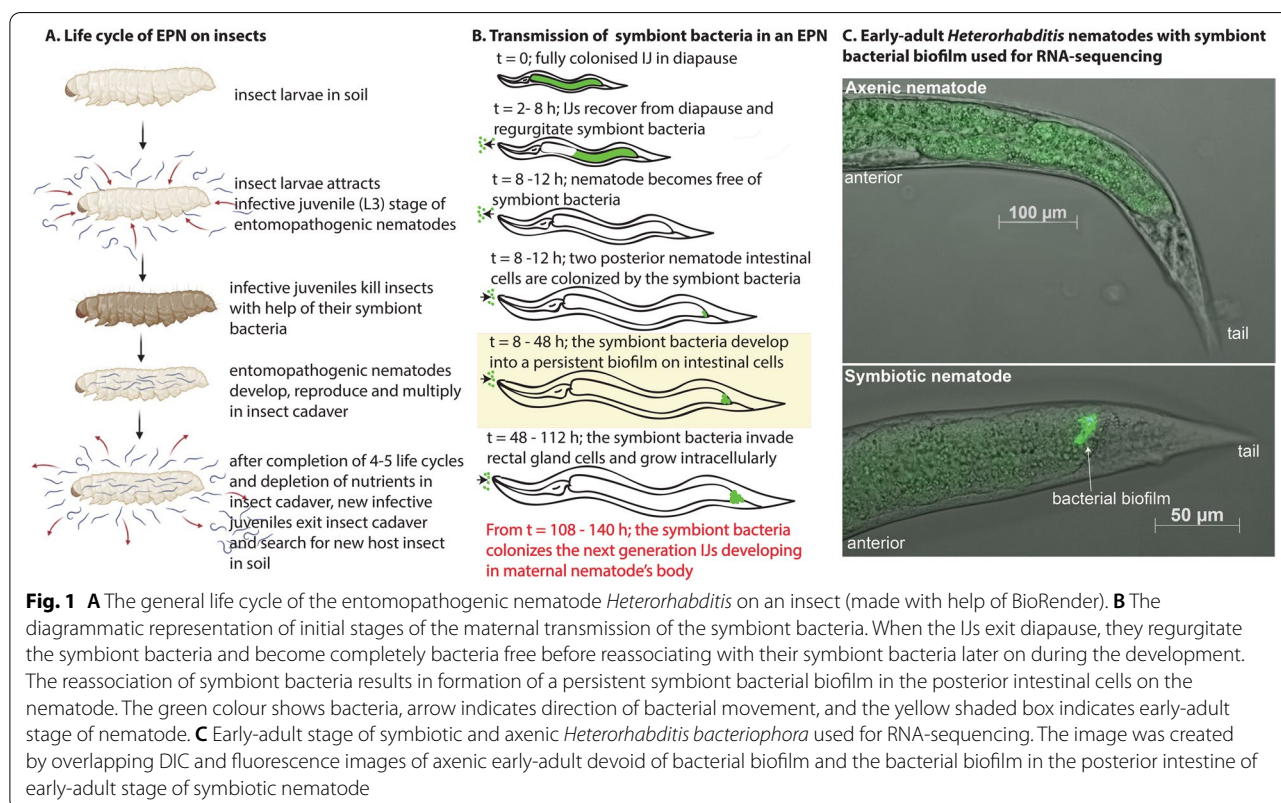 A. Life cycle of EPN on insects
insect larvae in soil
insect larvae attracts
infective juvenile (L3) stage of
entomopathogenic nematodes
infective juveniles kill insects
with help of their symbiont
bacteria
entomopathogenic nematodes
develop, reproduce and multiply
in insect cadaver
after completion of 4-5 life cycles
and depletion of nutrients in
insect cadaver, new infective
juveniles exit insect cadaver
and search for new host insect
in soil
B. Transmission of symbiont bacteria in an EPN
t = 0; fully colonised IJ in diapause
t = 2- 8 h; IJs recover from diapause and
regurgitate symbiont bacteria
t = 8 -12 h; nematode becomes free of
symbiont bacteria
t = 8 -12 h; two posterior nematode intestinal
cells are colonized by the symbiont bacteria
t = 8 - 48 h; the symbiont bacteria develop
into a persistent biofilm on intestinal cells
t = 48 - 112 h; the symbiont bacteria invade
rectal gland cells and grow intracellularly
From t = 108 - 140 h; the symbiont bacteria
colonizes the next generation IJs developing
in maternal nematode's body
C. Early-adult Heterorhabditis nematodes with symbiont
bacterial biofilm used for RNA-sequencing
Axenic nematode
anterior
100 µm
tail
Symbiotic nematode
tail
bacterial biofilm
50 µm
anterior
Fig. 1 A The general life cycle of the entomopathogenic nematode Heterorhabditis on an insect (made with help of BioRender). B The
diagrammatic representation of initial stages of the maternal transmission of the symbiont bacteria. When the IJs exit diapause, they regurgitate
the symbiont bacteria and become completely bacteria free before reassociating with their symbiont bacteria later on during the development.
The reassociation of symbiont bacteria results in formation of a persistent symbiont bacterial biofilm in the posterior intestinal cells on the
nematode. The green colour shows bacteria, arrow indicates direction of bacterial movement, and the yellow shaded box indicates early-adult
stage of nematode. C Early-adult stage of symbiotic and axenic Heterorhabditis bacteriophora used for RNA-sequencing. The image was created
by overlapping DIC and fluorescence images of axenic early-adult devoid of bacterial biofilm and the bacterial biofilm in the posterior intestine of
early-adult stage of symbiotic nematode